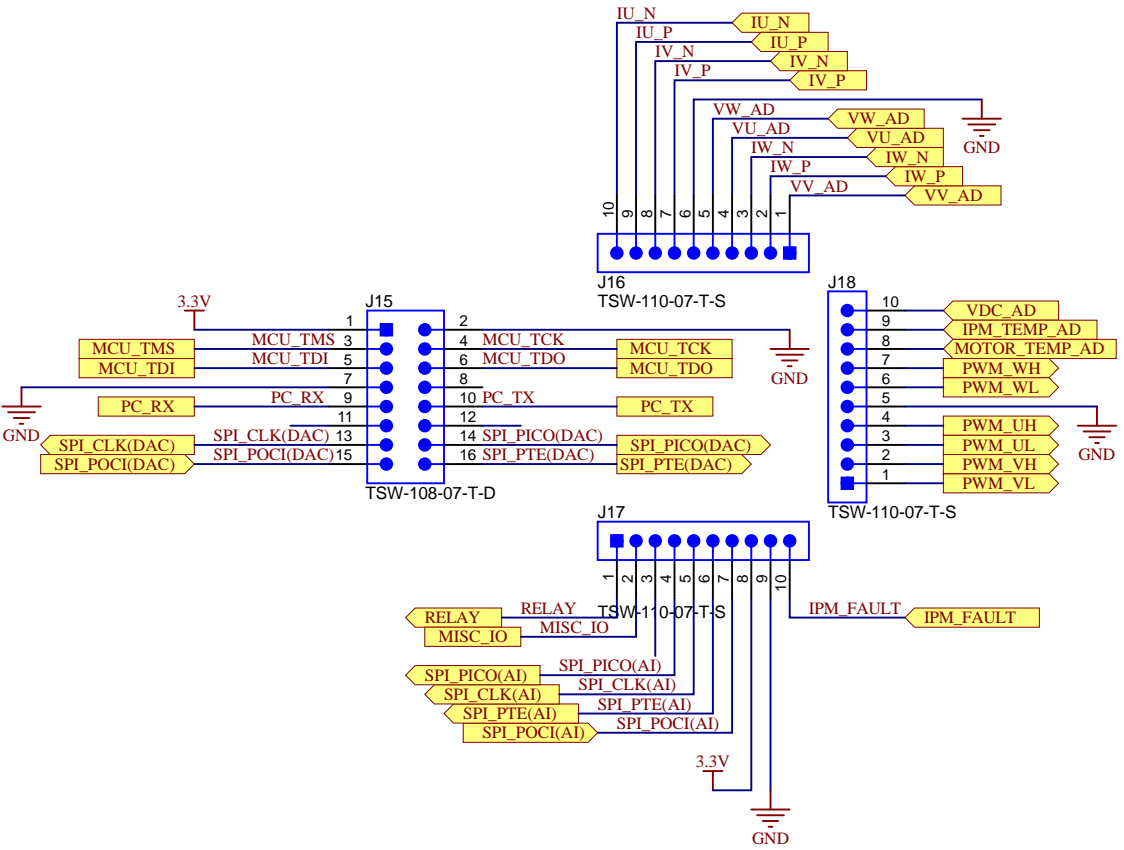 IU_N IU_N
IU_P IU_P
IV_N IV_N
IV_P IV_P
GND
VW_AD VW_AD
VU_AD VU_AD
IW_N IW_N
IW_P IW_P
VV_AD VV_AD
10 9 8 7 6 5 4 3 2 1
J16
TSW-110-07-T-S
J15
3.3V
1 2
MCU_TMS MCU_TMS 3 4 MCU_TCK MCU_TCK
MCU_TDI MCU_TDI 5 6 MCU_TDO MCU_TDO
7 8
GND
GND
PC_RX PC_RX 9 10 PC_TX PC_TX
11 12
SPI_CLK(DAC) SPI_CLK(DAC) 13 14 SPI_PICO(DAC) SPI_PICO(DAC)
SPI_POCI(DAC) SPI_POCI(DAC) 15 16 SPI_PTE(DAC) SPI_PTE(DAC)
TSW-108-07-T-D
J18
10 VDC_AD
9 IPM_TEMP_AD
8 MOTOR_TEMP_AD
7 PWM_WH
6 PWM_WL
5
GND
4 PWM_UH
3 PWM_UL
2 PWM_VH
1 PWM_VL
TSW-110-07-T-S
J17
1 2 3 4 5 6 7 8 9 10
TSW-110-07-T-S
RELAY RELAY
MISC_IO MISC_IO
IPM_FAULT IPM_FAULT
SPI_PICO(AI) SPI_PICO(AI)
SPI_CLK(AI) SPI_CLK(AI)
SPI_PTE(AI) SPI_PTE(AI)
SPI_POCI(AI) SPI_POCI(AI)
3.3V
GND